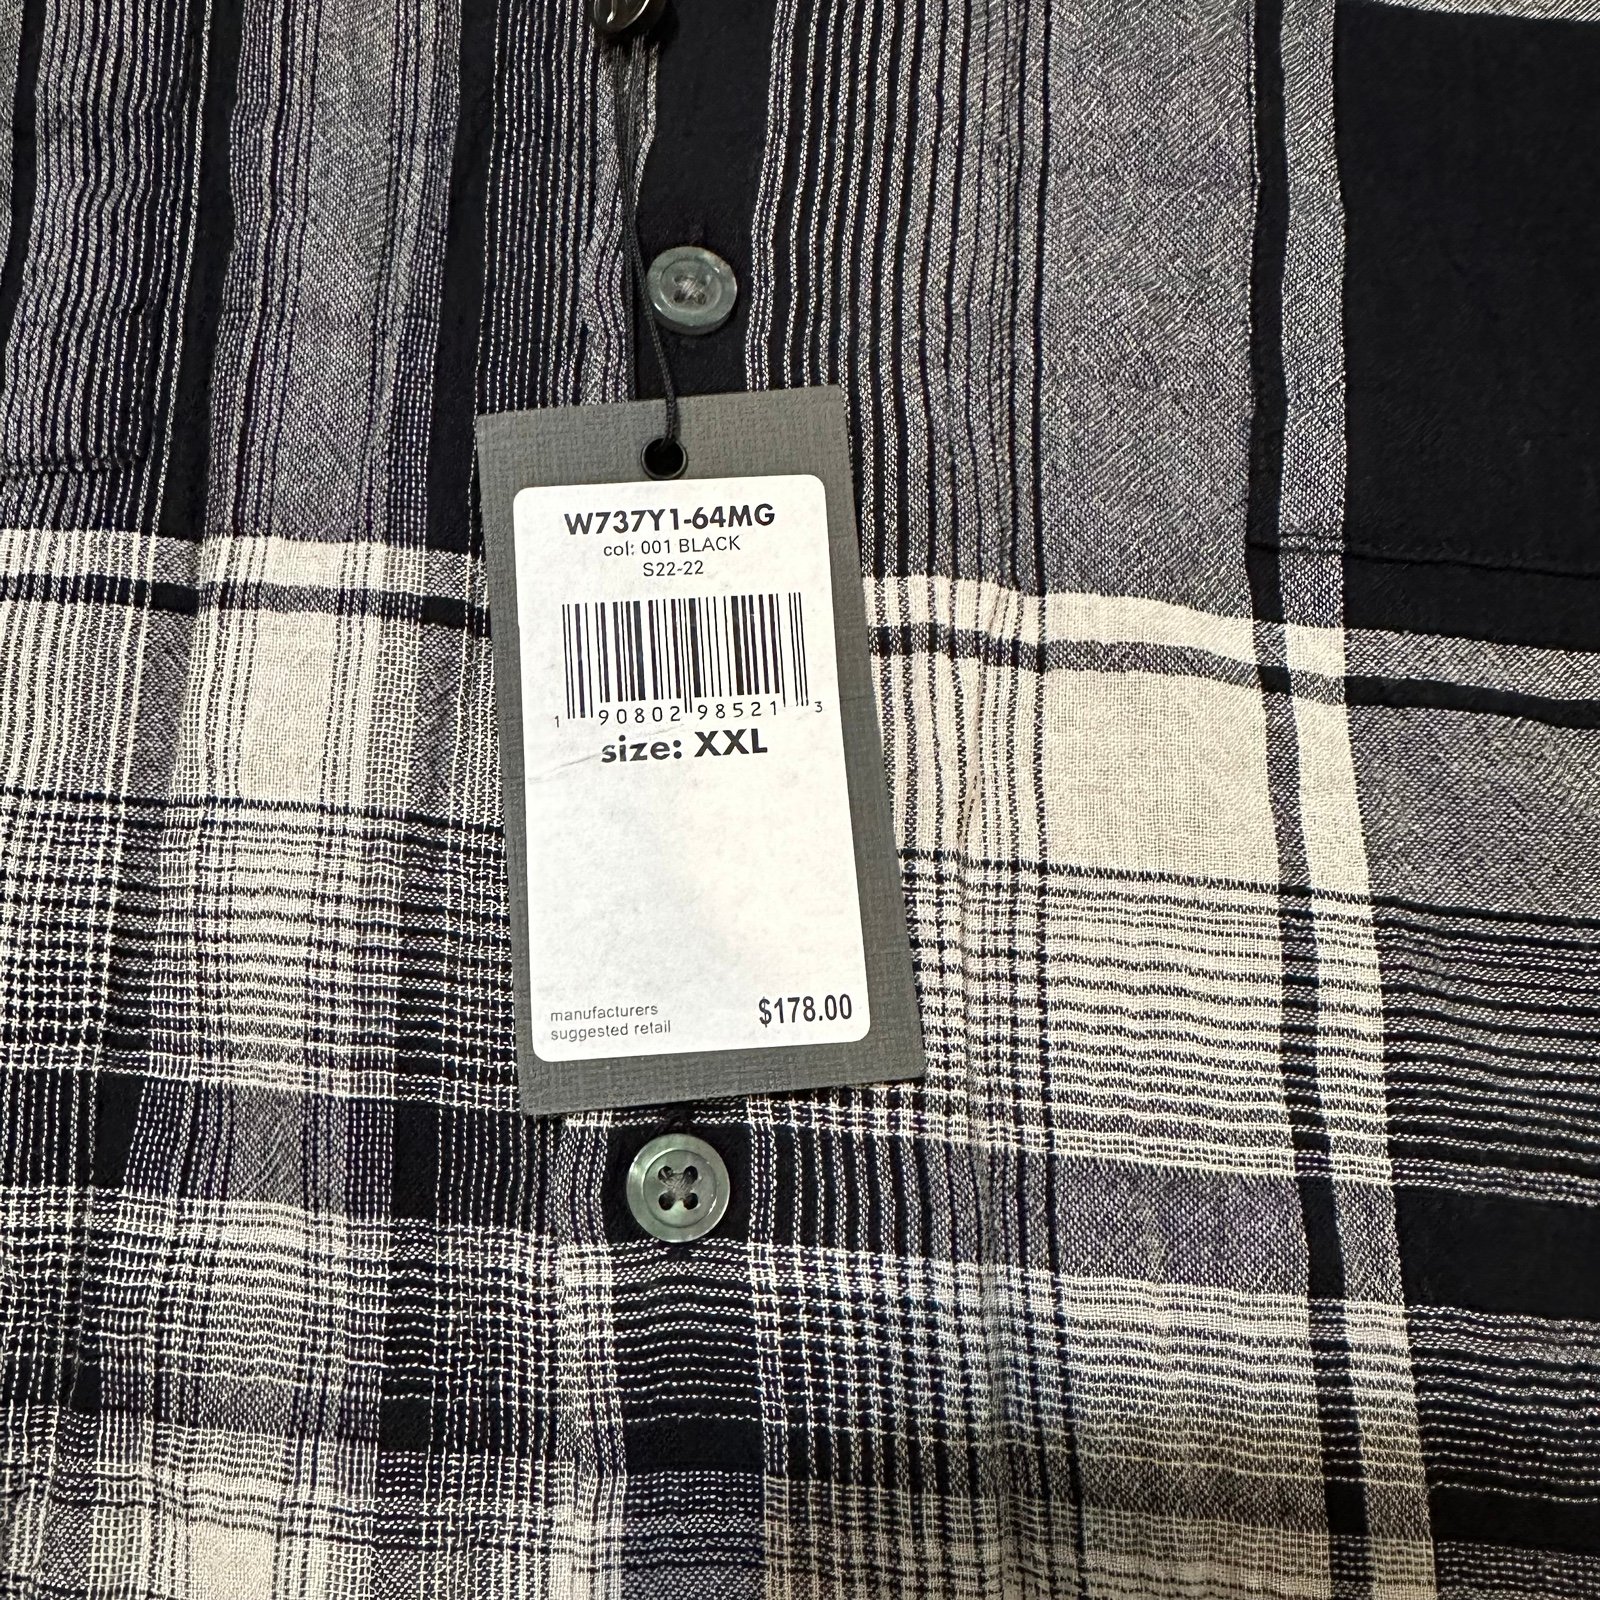 W737Y1-64MG
col: 001 BLACK
S22-22
1 90802 98521 3
size: XXL
manufacturers
suggested retail
$178.00